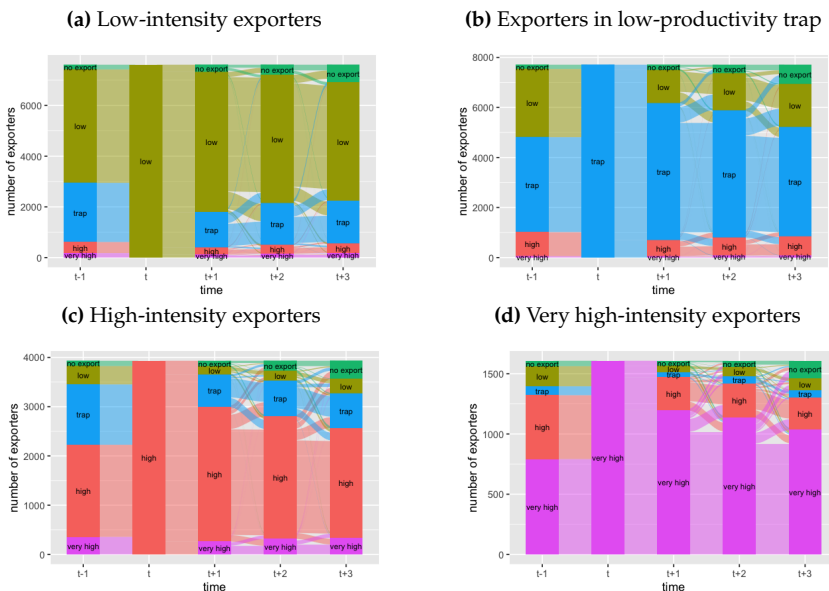 (a) Low-intensity exporters
number of exporters
6000
4000
2000
0
no export
low
trap
high
very high
low
no export
low
trap
high
very high
no export
low
trap
high
very high
no export
low
trap
high
very high
t-1
t
t+1
t+2
t+3
time
(b) Exporters in low-productivity trap
number of exporters
8000
6000
4000
2000
0
no export
low
trap
high
very high
trap
no export
low
trap
high
very high
no export
low
trap
high
very high
no export
low
trap
high
very high
t-1
t
t+1
t+2
t+3
time
(c) High-intensity exporters
number of exporters
4000
3000
2000
1000
0
no export
low
trap
high
very high
high
no export
low
trap
high
very high
no export
low
trap
high
very high
no export
low
trap
high
very high
t-1
t
t+1
t+2
t+3
time
(d) Very high-intensity exporters
number of exporters
1500
1000
500
0
no export
low
trap
high
very high
very high
no export
low
trap
high
very high
no export
low
trap
high
very high
no export
low
trap
high
very high
t-1
t
t+1
t+2
t+3
time